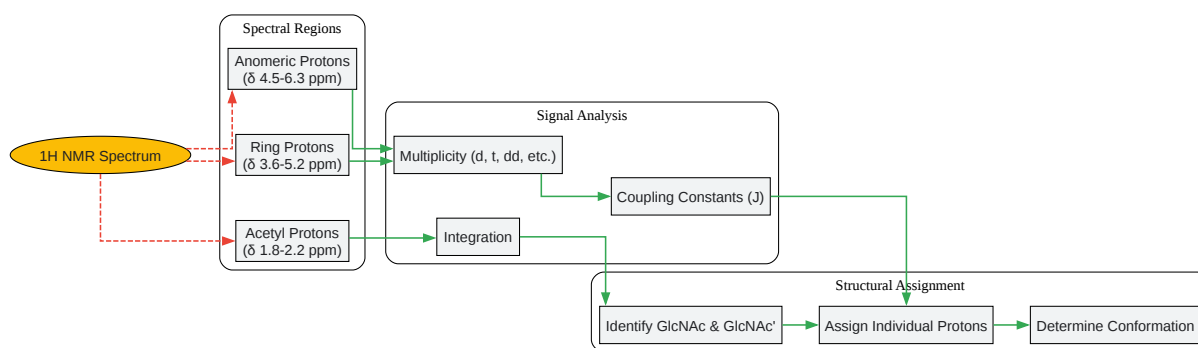 Spectral Regions
Anomeric Protons
(δ 4.5-6.3 ppm)
1H NMR Spectrum
Ring Protons
(δ 3.6-5.2 ppm)
Acetyl Protons
(δ 1.8-2.2 ppm)
Signal Analysis
Multiplicity (d, t, dd, etc.)
Coupling Constants (J)
Integration
Structural Assignment
Identify GlcNAc & GlcNAc'
Assign Individual Protons
Determine Conformation